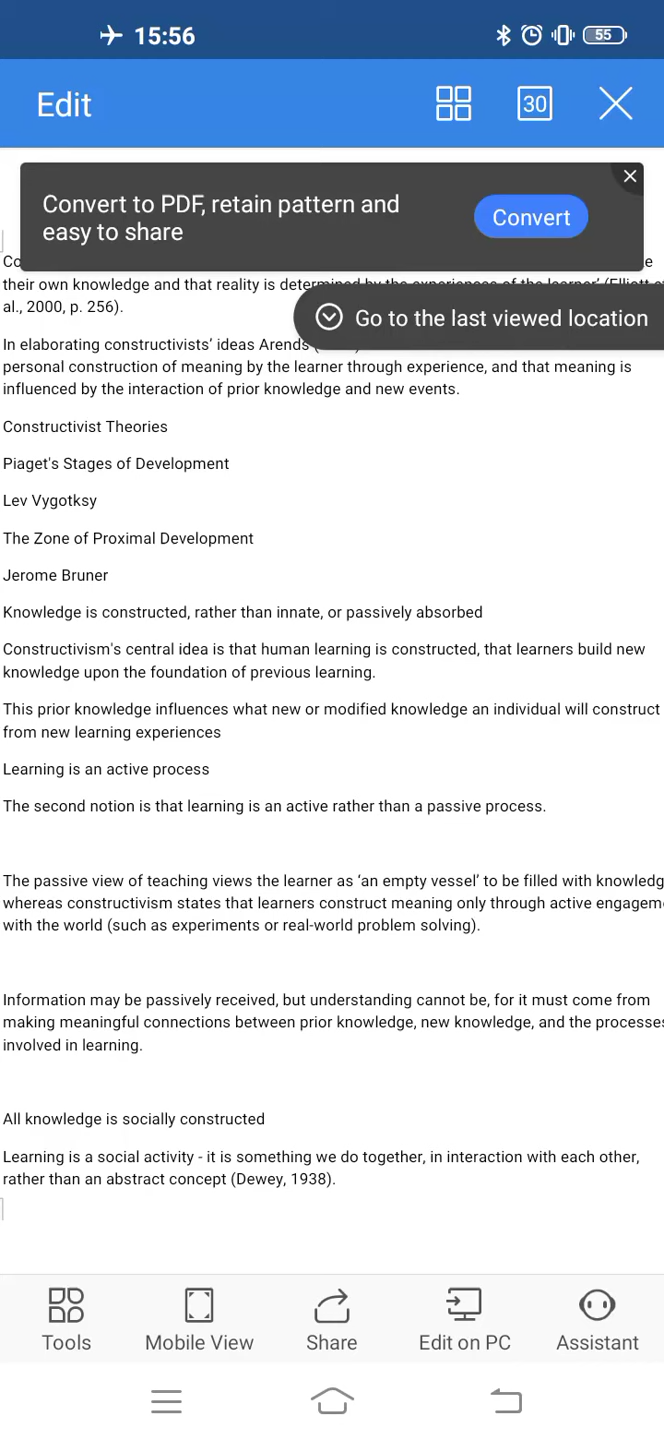 15:56
55
Edit
30
Convert to PDF, retain pattern and
easy to share
Convert
Co
e
their own knowledge and that reality is determined by the experiences of the learner’ (Elliott et
al., 2000, p. 256).
Go to the last viewed location
In elaborating constructivists’ ideas Arends
personal construction of meaning by the learner through experience, and that meaning is
influenced by the interaction of prior knowledge and new events.
Constructivist Theories
Piaget's Stages of Development
Lev Vygotksy
The Zone of Proximal Development
Jerome Bruner
Knowledge is constructed, rather than innate, or passively absorbed
Constructivism's central idea is that human learning is constructed, that learners build new
knowledge upon the foundation of previous learning.
This prior knowledge influences what new or modified knowledge an individual will construct
from new learning experiences
Learning is an active process
The second notion is that learning is an active rather than a passive process.
The passive view of teaching views the learner as ‘an empty vessel’ to be filled with knowledg
whereas constructivism states that learners construct meaning only through active engagem
with the world (such as experiments or real-world problem solving).
Information may be passively received, but understanding cannot be, for it must come from
making meaningful connections between prior knowledge, new knowledge, and the processes
involved in learning.
All knowledge is socially constructed
Learning is a social activity - it is something we do together, in interaction with each other,
rather than an abstract concept (Dewey, 1938).
Tools
Mobile View
Share
Edit on PC
Assistant